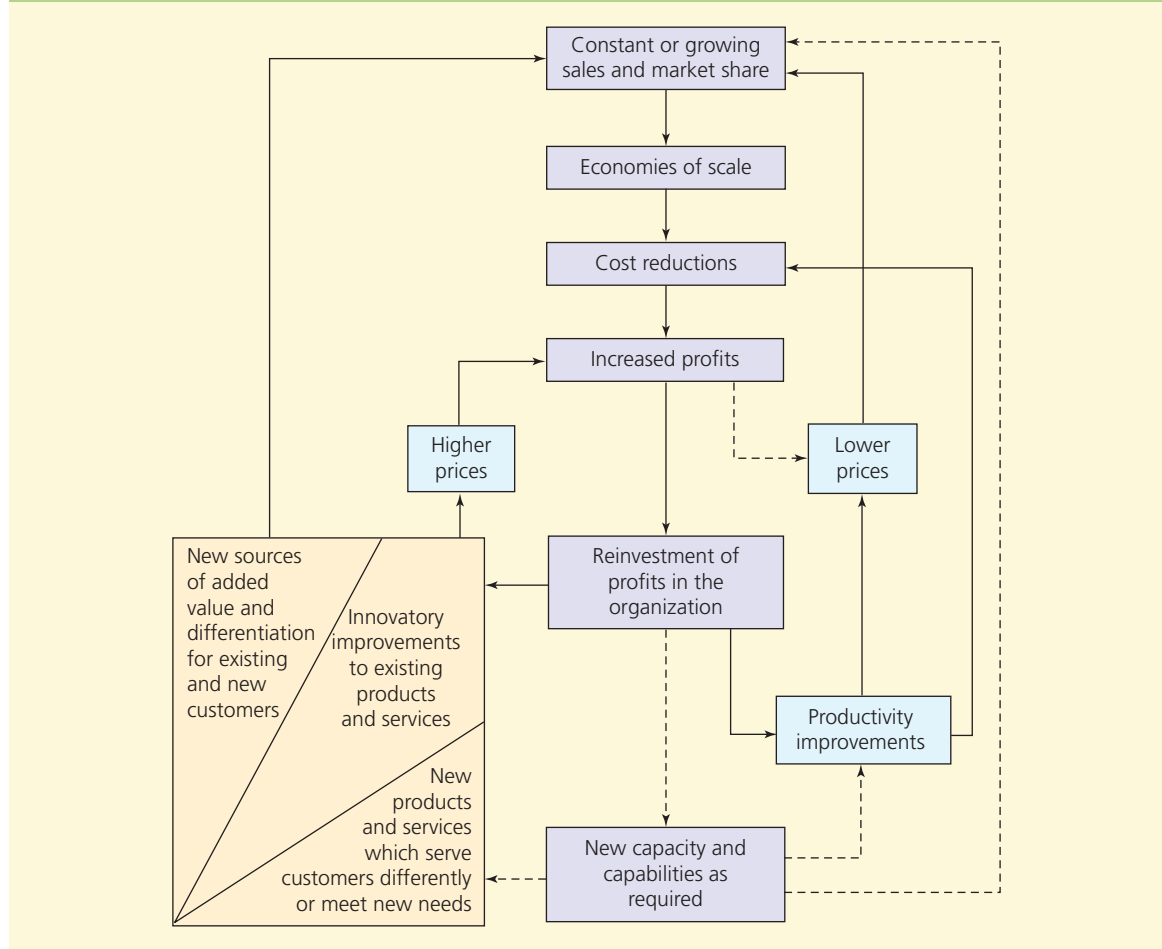 Constant or growing
sales and market share
Economies of scale
Cost reductions
Increased profits
Higher
prices
Lower
prices
New sources
of added
value and
differentiation
for existing
and new
customers
Innovatory
improvements
to existing
products
and services
Reinvestment of
profits in the
organization
Productivity
improvements
New
products
and services
which serve
customers differently
or meet new needs
New capacity and
capabilities as
required